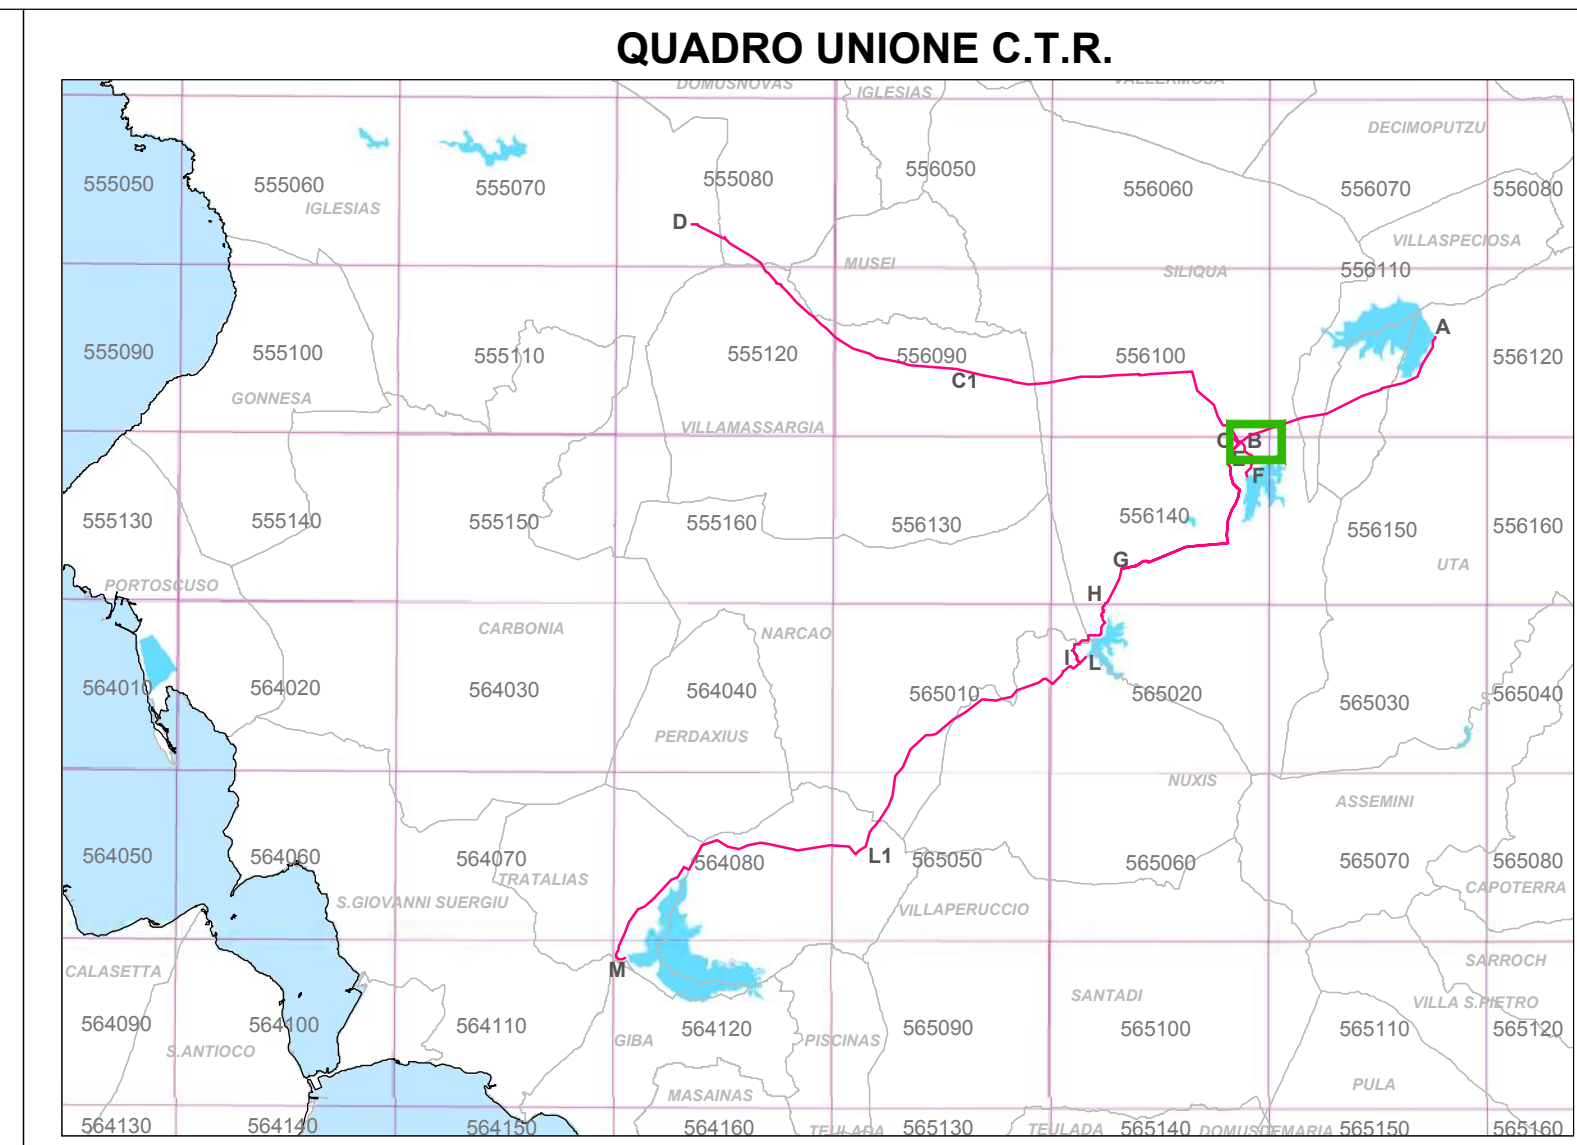 QUADRO UNIONE C.T.R.
DOMUSNOVAS
IGLESIAS
VALLERMOSA
DECIMOPUTZU
555050
555060
555070
555080
556050
556060
556070
556080
IGLESIAS
D
VILLASPECIOSA
MUSEI
SILIQUA
556110
A
555090
555100
555110
555120
556090
556100
556120
C1
GONNESA
VILLAMASSARGIA
C
B
E
F
555130
555140
555150
555160
556130
556140
556150
556160
G
UTA
PORTOSCUSO
H
CARBONIA
NARCAO
I
L
564010
564020
564030
564040
565010
565020
565030
565040
PERDAXIUS
NUXIS
ASSEMINI
564050
564060
564070
564080
L1
565050
565060
565070
565080
TRATALIAS
CAPOTERRA
S.GIOVANNI SUERGIU
VILLAPERUCCIO
CALASETTA
M
SARROCH
SANTADI
VILLA S.PIETRO
564090
564100
564110
564120
565090
565100
565110
565120
S.ANTIOCO
GIBA
PISCINAS
PULA
MASAINAS
564130
564140
564150
564160
TEULADA
565130
TEULADA
565140
DOMUSDEMARIA
565150
565160